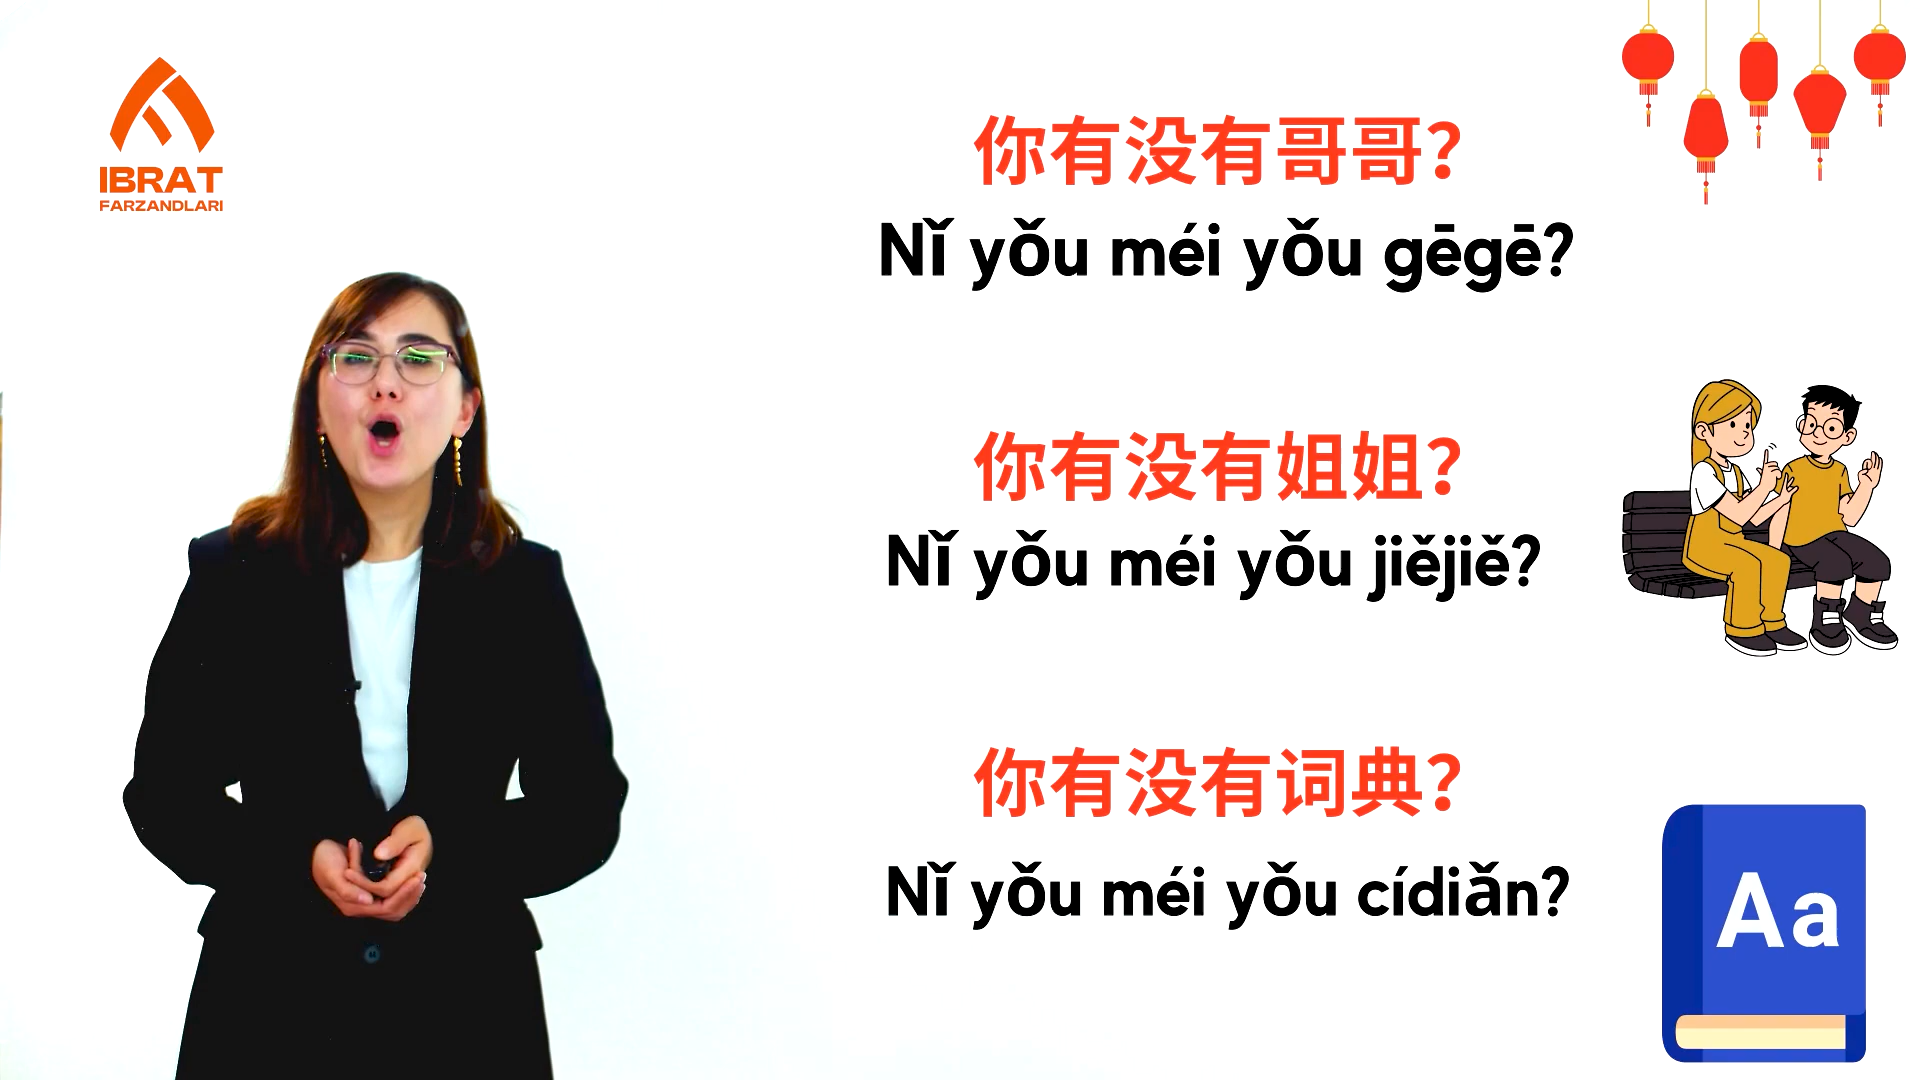 IBRAT
FARZANDLARI
你有没有哥哥？
Nǐ yǒu méi yǒu gēgē?
你有没有姐姐？
Nǐ yǒu méi yǒu jiějiě?
你有没有词典？
Nǐ yǒu méi yǒu cídiǎn?
Aa